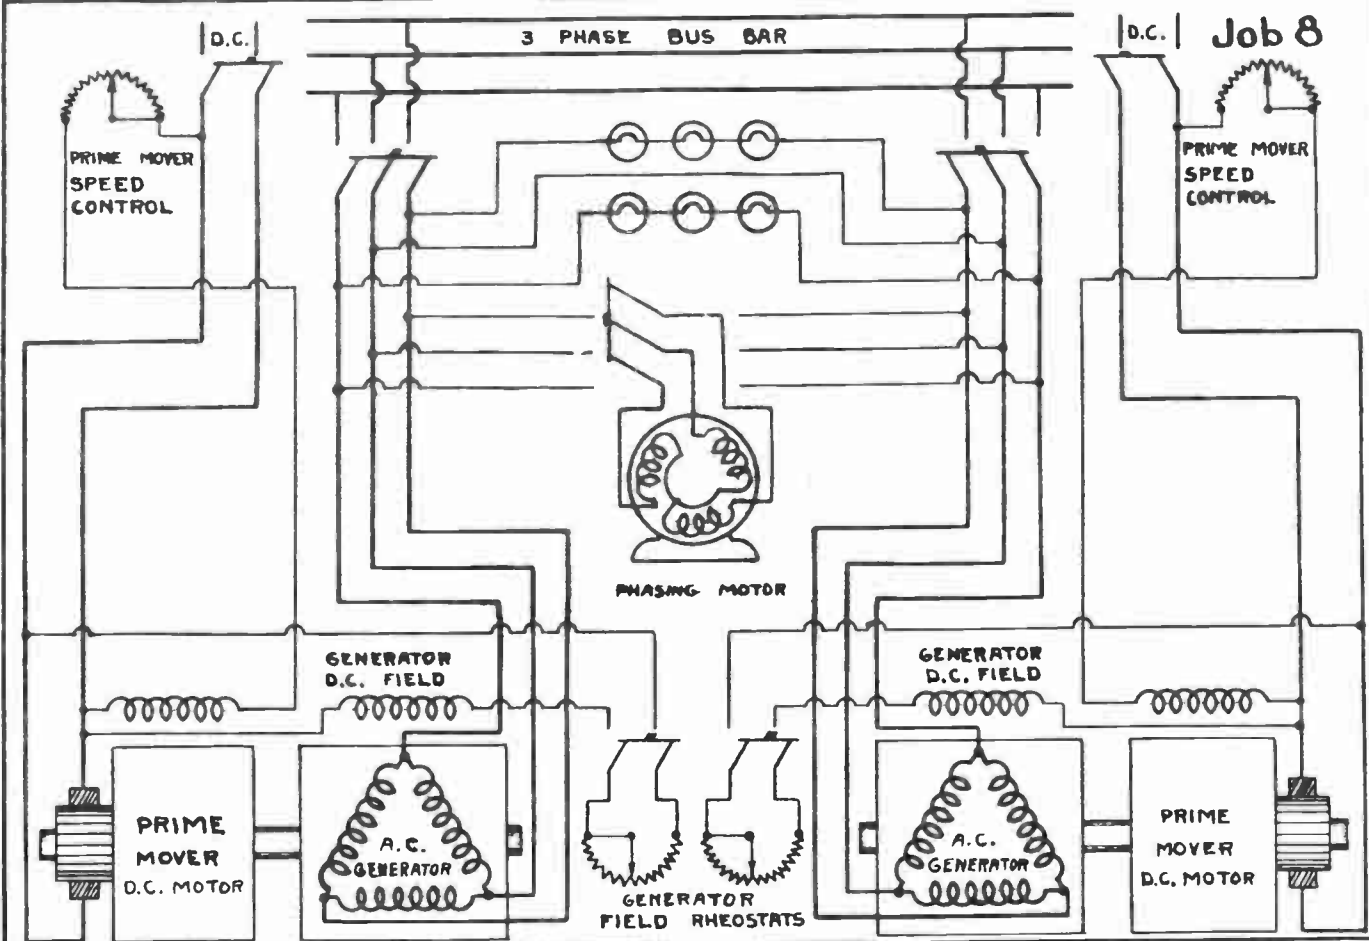 D.C.
3 PHASE BUS BAR
D.C.
Job 8
PRIME MOVER
SPEED
CONTROL
PRIME MOVER
SPEED
CONTROL
PHASING MOTOR
GENERATOR
D.C. FIELD
GENERATOR
D.C. FIELD
PRIME
MOVER
D.C. MOTOR
A.C.
GENERATOR
GENERATOR
FIELD RHEOSTATS
A.C.
GENERATOR
PRIME
MOVER
D.C. MOTOR